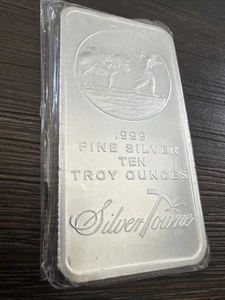 .999
FINE SILVER
TEN
TROY OUNCES
SilverTowne